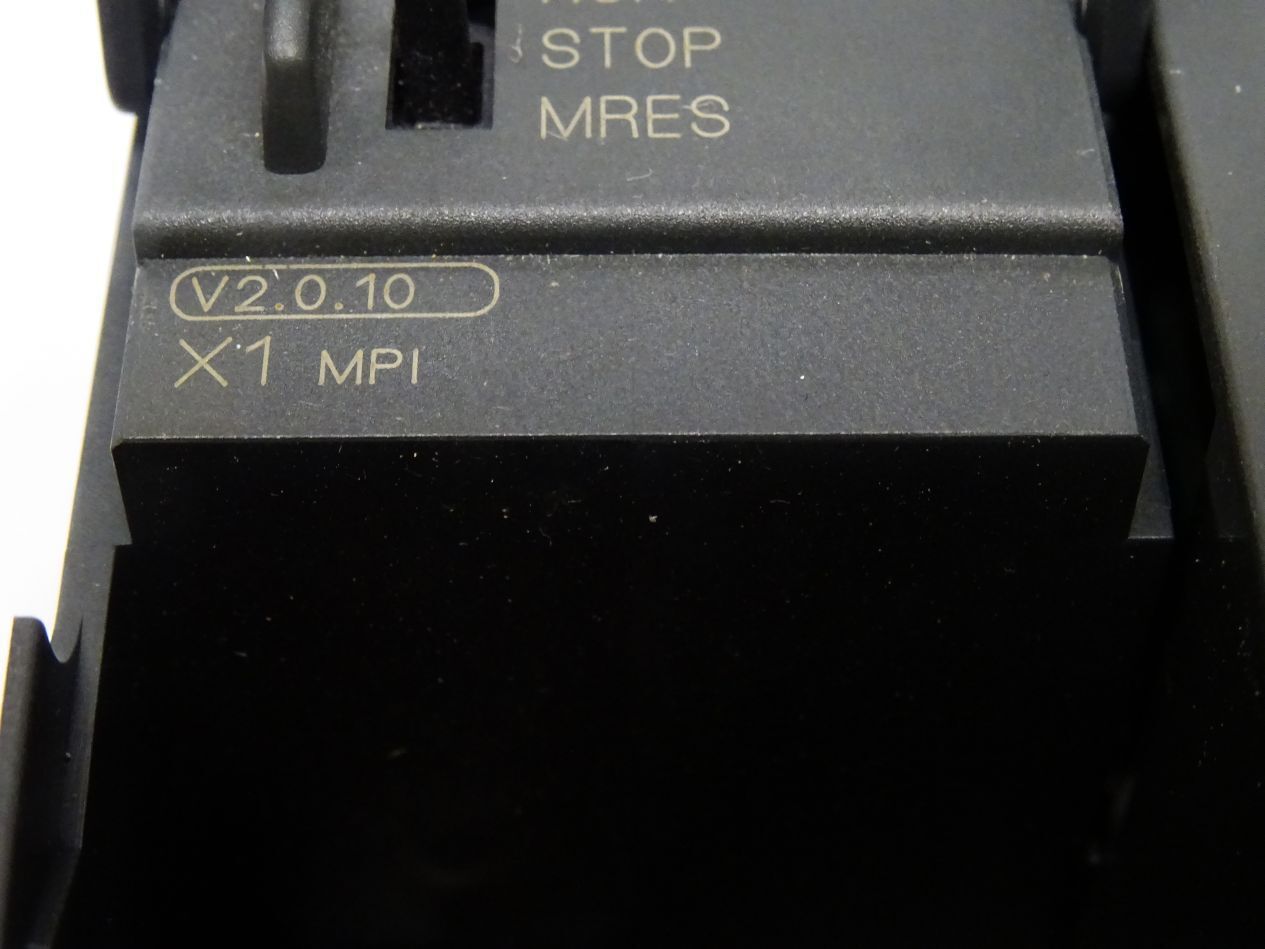 STOP
MRES
V2.0.10
X1 MPI